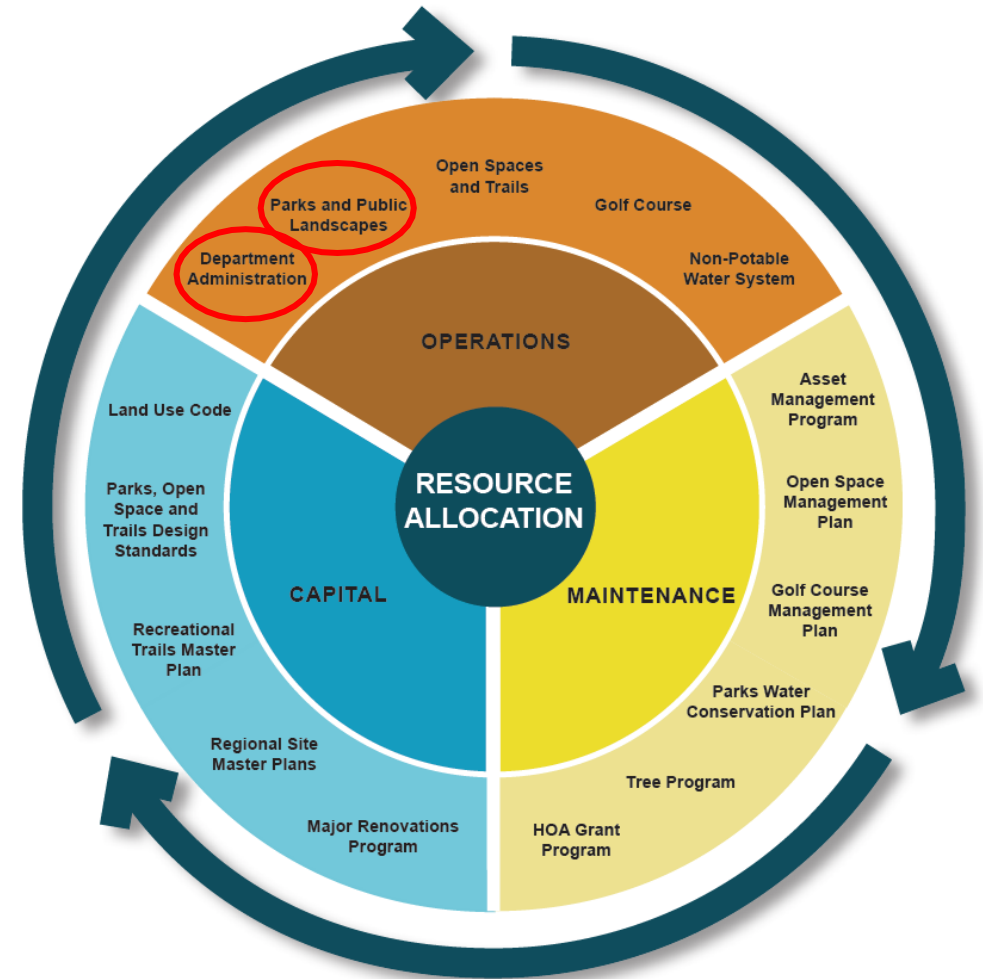 Open Spaces
and Trails
Parks and Public
Landscapes
Golf Course
Department
Administration
Non-Potable
Water System
OPERATIONS
Land Use Code
Asset
Management
Program
Parks, Open
Space and
Trails Design
Standards
RESOURCE
ALLOCATION
Open Space
Management
Plan
CAPITAL
MAINTENANCE
Golf Course
Management
Plan
Recreational
Trails Master
Plan
Parks Water
Conservation Plan
Regional Site
Master Plans
Tree Program
Major Renovations
Program
HOA Grant
Program